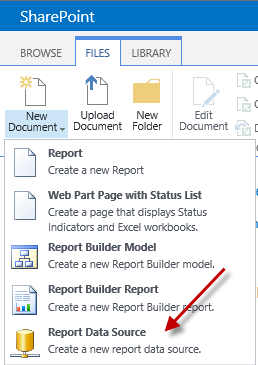 SharePoint
BROWSE FILES LIBRARY
New Document
Upload Document
New Folder
Edit Document
Report
Create a new Report
Web Part Page with Status List
Create a page that displays Status
Indicators and Excel workbooks.
Report Builder Model
Create a new Report Builder model.
Report Builder Report
Create a new Report Builder report.
Report Data Source
Create a new report data source.